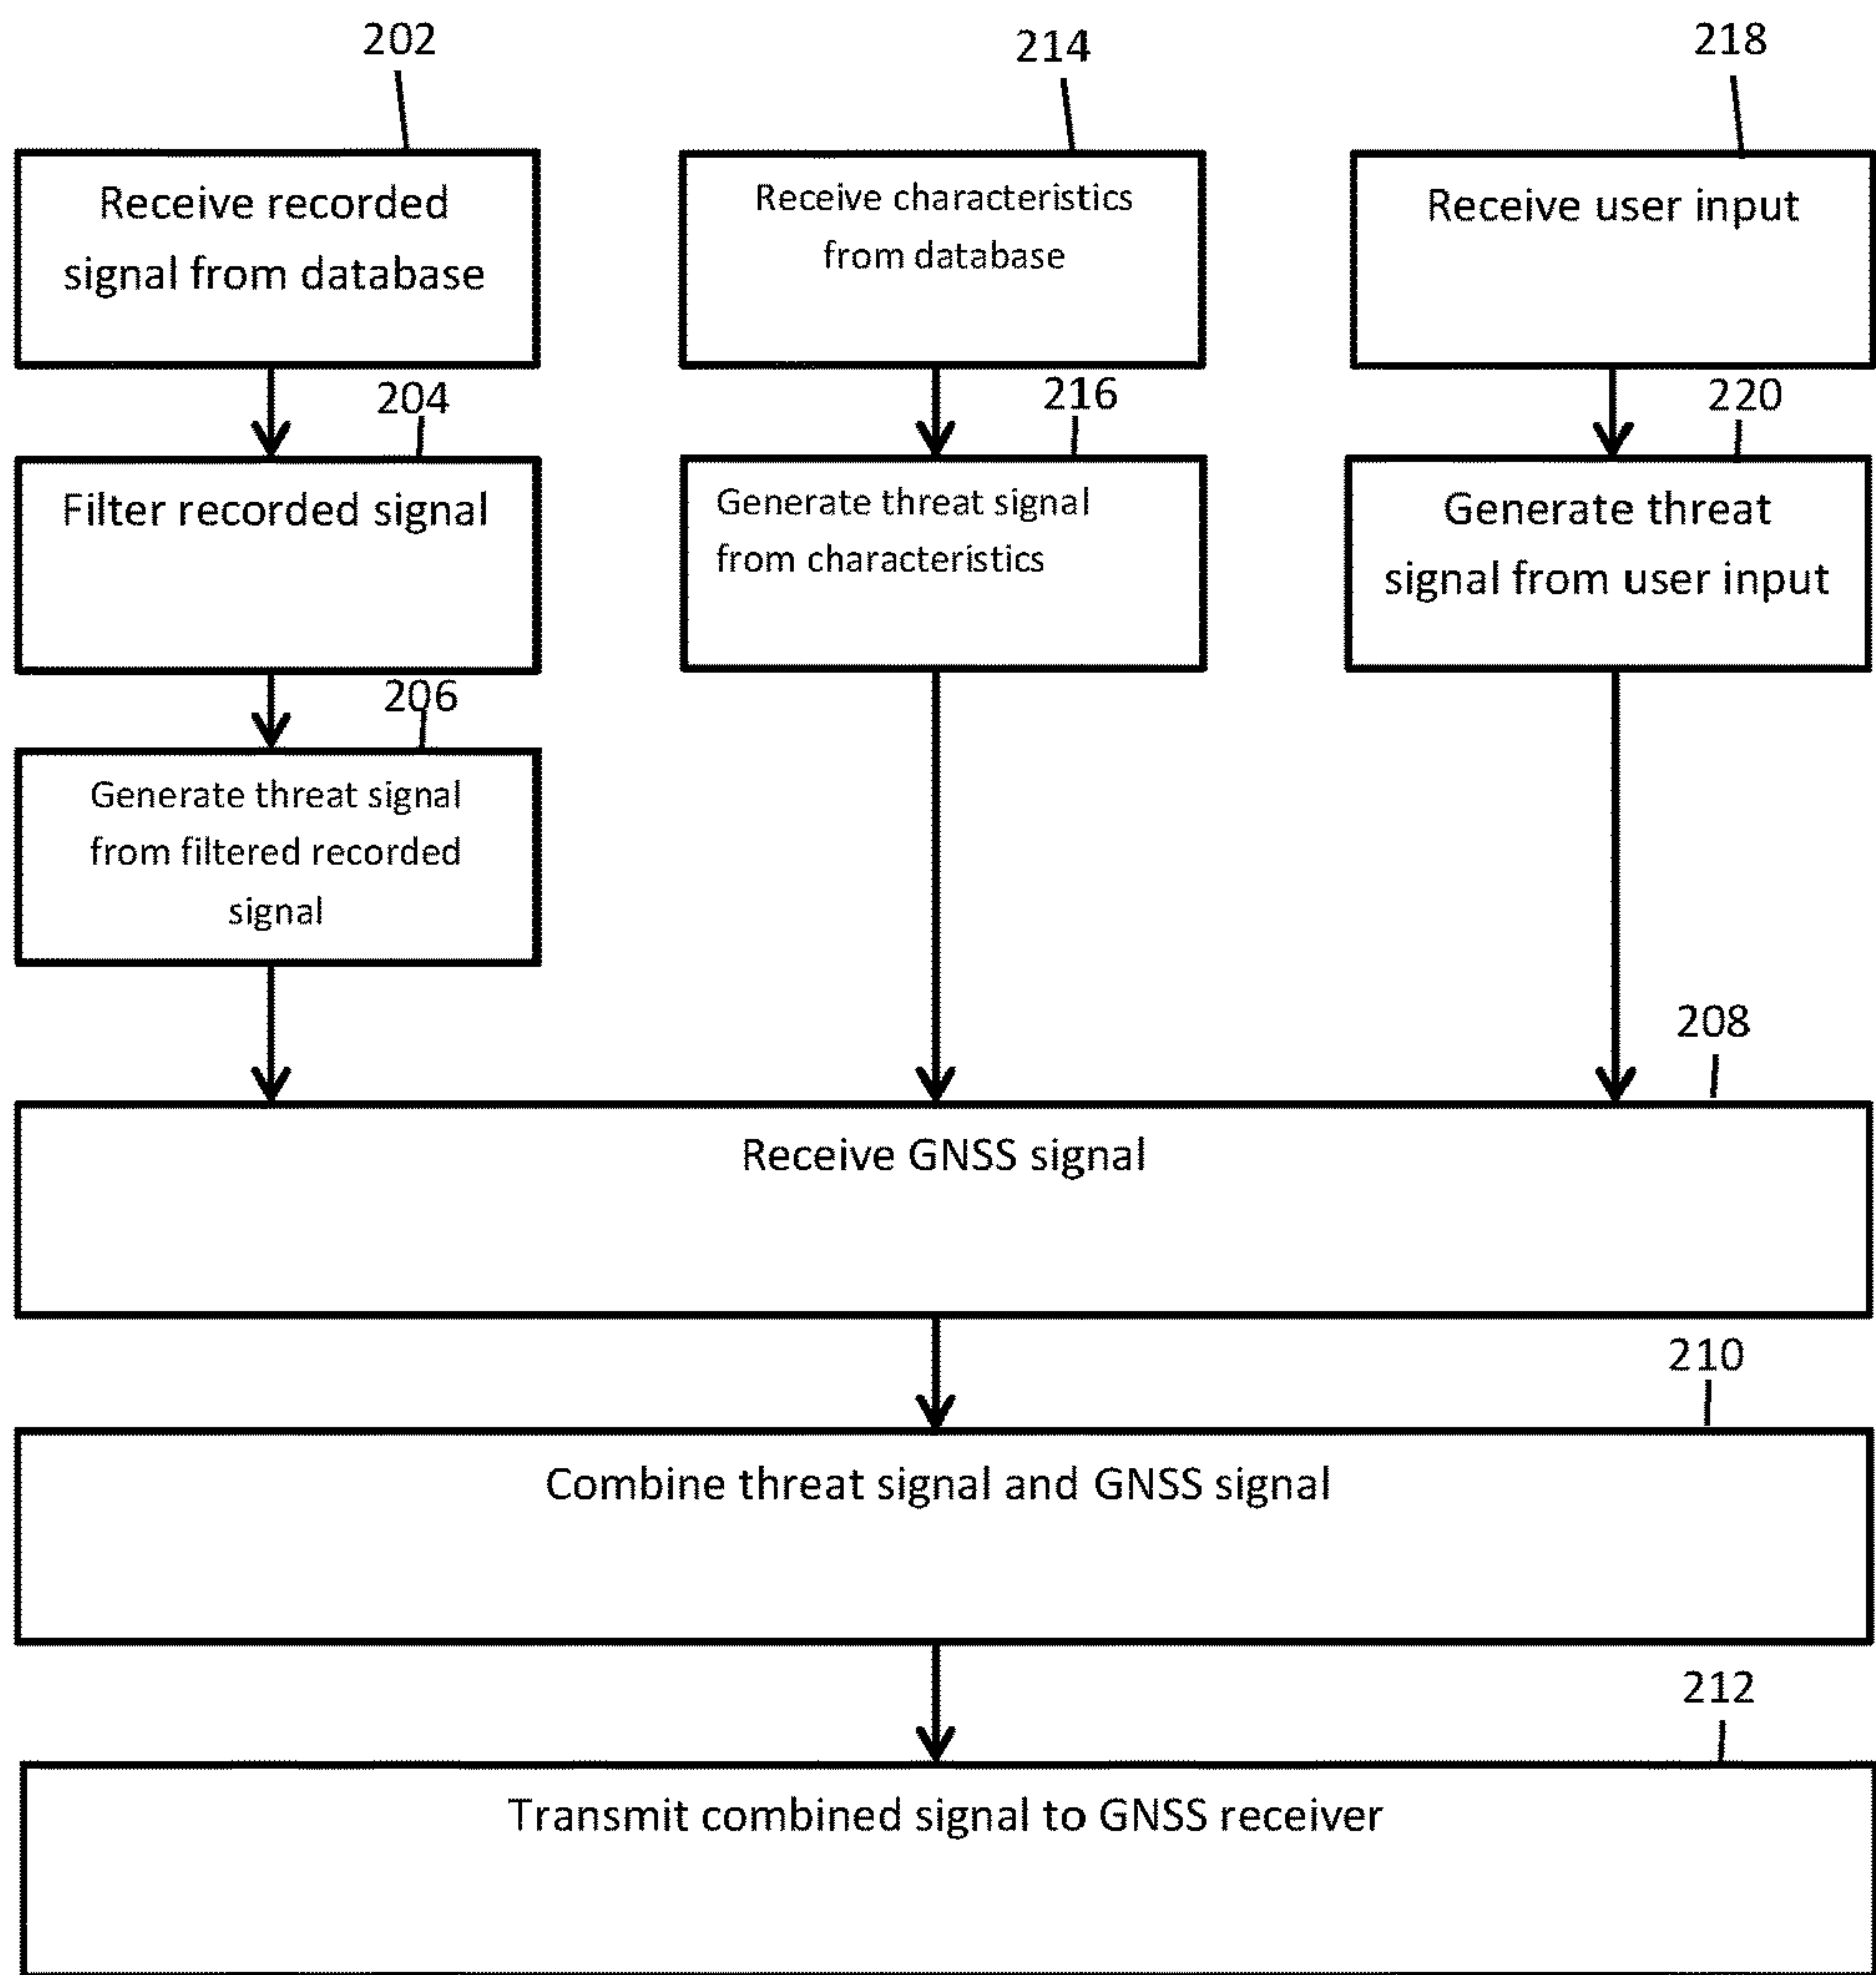 202
214
218
Receive recorded
signal from database
Receive characteristics
from database
Receive user input
204
216
220
Filter recorded signal
Generate threat signal
from characteristics
Generate threat
signal from user input
206
Generate threat signal
from filtered recorded
signal
208
Receive GNSS signal
210
Combine threat signal and GNSS signal
212
Transmit combined signal to GNSS receiver